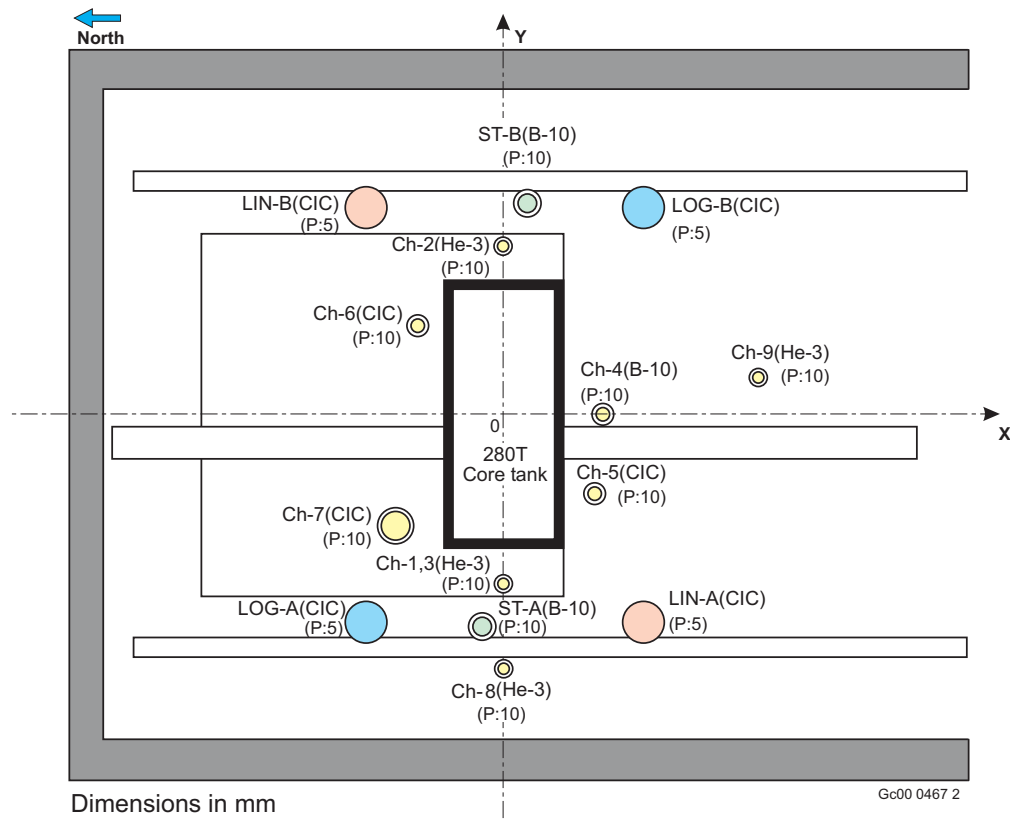 North
Y
ST-B(B-10)
(P:10)
LIN-B(CIC)
(P:5)
LOG-B(CIC)
(P:5)
Ch-2(He-3)
(P:10)
Ch-6(CIC)
(P:10)
Ch-9(He-3)
(P:10)
Ch-4(B-10)
(P:10)
0
X
280T
Core tank
Ch-5(CIC)
(P:10)
Ch-7(CIC)
(P:10)
Ch-1,3(He-3)
(P:10)
LOG-A(CIC)
(P:5)
ST-A(B-10)
(P:10)
LIN-A(CIC)
(P:5)
Ch-8(He-3)
(P:10)
Dimensions in mm
Gc00 0467 2